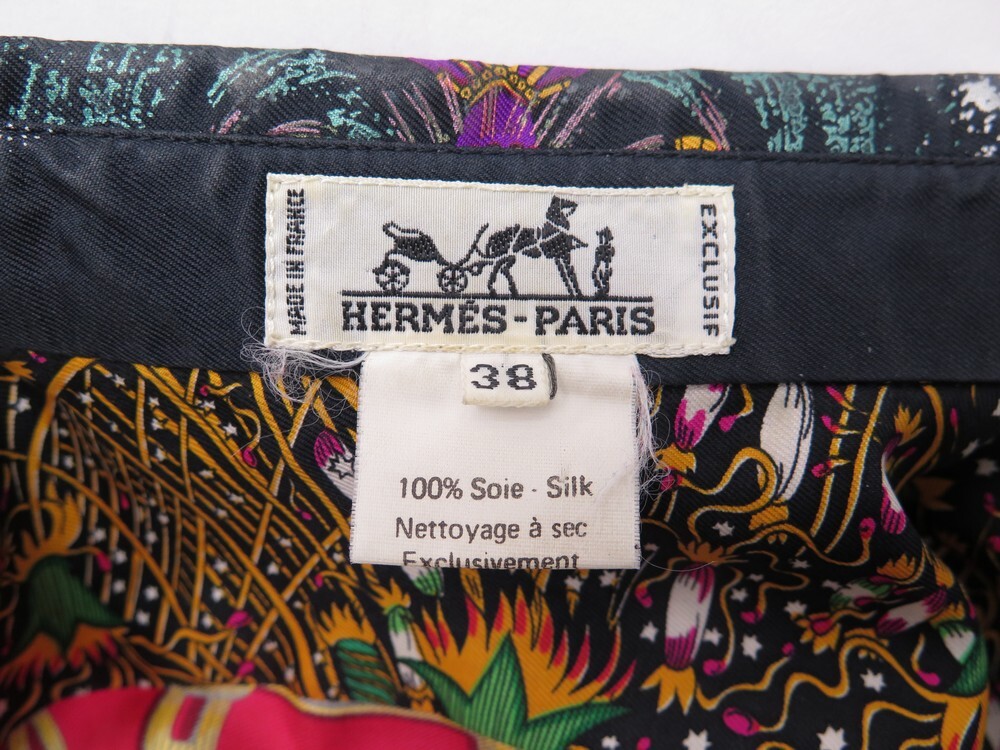 MADE IN FRANCE
EXCLUSIF
HERMÈS-PARIS
38
100% Soie - Silk
Nettoyage à sec
Exclusivement